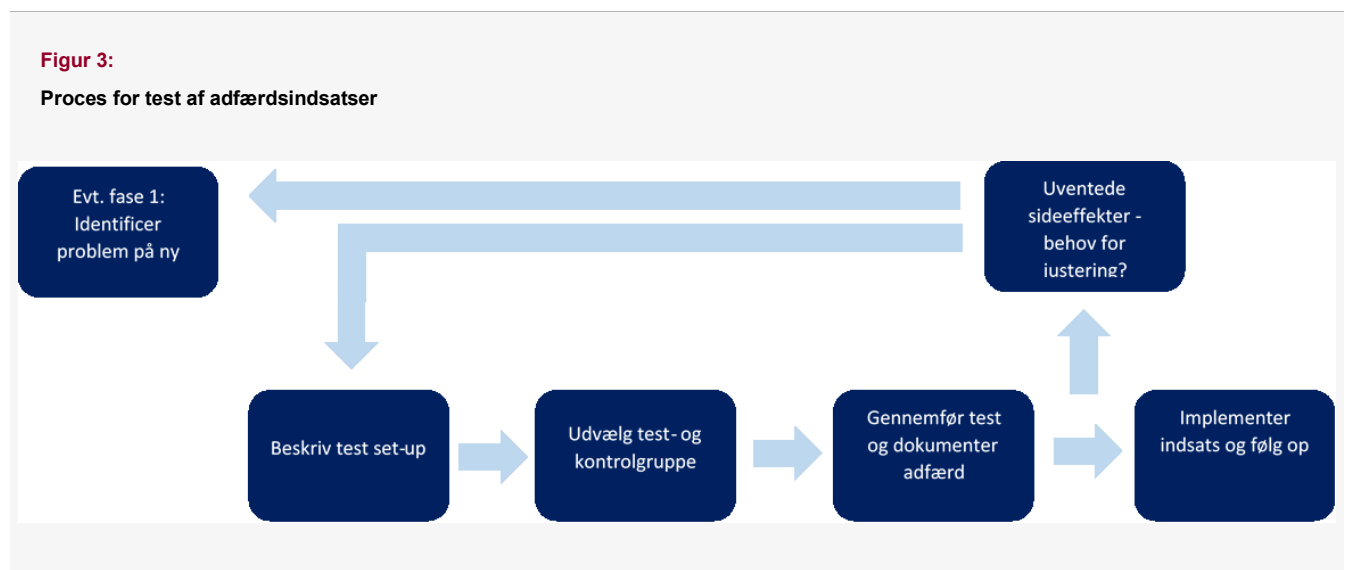 Figur 3:
Proces for test af adfærdsindsatser
Evt. fase 1:
Identificer
problem på ny
Uventede
sideeffekter -
behov for
justering?
Beskriv test set-up
Udvælg test- og
kontrolgruppe
Gennemfør test
og dokumenter
adfærd
Implementer
indsats og følg op